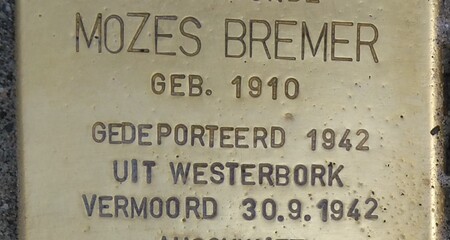 MOZES BREMER
GEB. 1910
GEDEPORTEERD 1942
UIT WESTERBORK
VERMOORD 30.9.1942